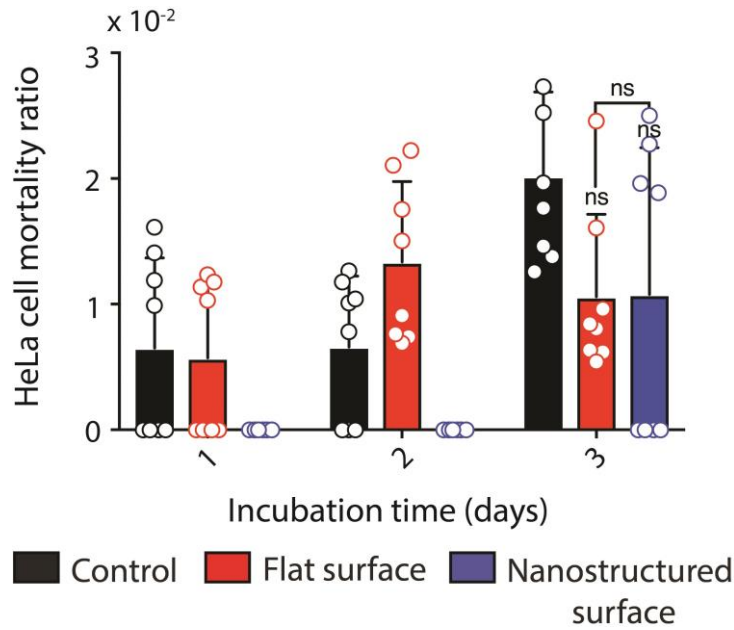 x 10⁻²
HeLa cell mortality ratio
3
2
1
0
ns
ns
ns
1
2
3
Incubation time (days)
Control
Flat surface
Nanostructured
surface